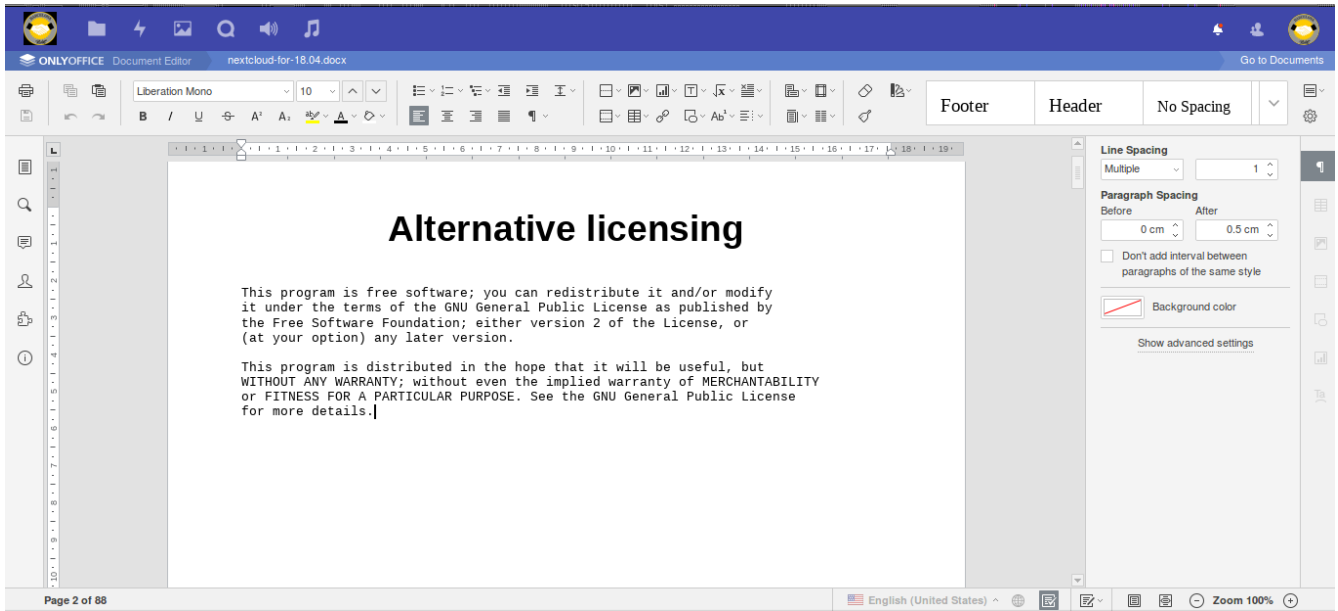 ONLYOFFICE Document Editor nextcloud-for-18.04.docx Go to Documents
Liberation Mono 10 Footer Header No Spacing
Line Spacing
Multiple 1
Paragraph Spacing
Before After
0 cm 0.5 cm
Don't add interval between
paragraphs of the same style
Background color
Show advanced settings
Alternative licensing
This program is free software; you can redistribute it and/or modify
it under the terms of the GNU General Public License as published by
the Free Software Foundation; either version 2 of the License, or
(at your option) any later version.
This program is distributed in the hope that it will be useful, but
WITHOUT ANY WARRANTY; without even the implied warranty of MERCHANTABILITY
or FITNESS FOR A PARTICULAR PURPOSE. See the GNU General Public License
for more details.
Page 2 of 88 English (United States) Zoom 100%